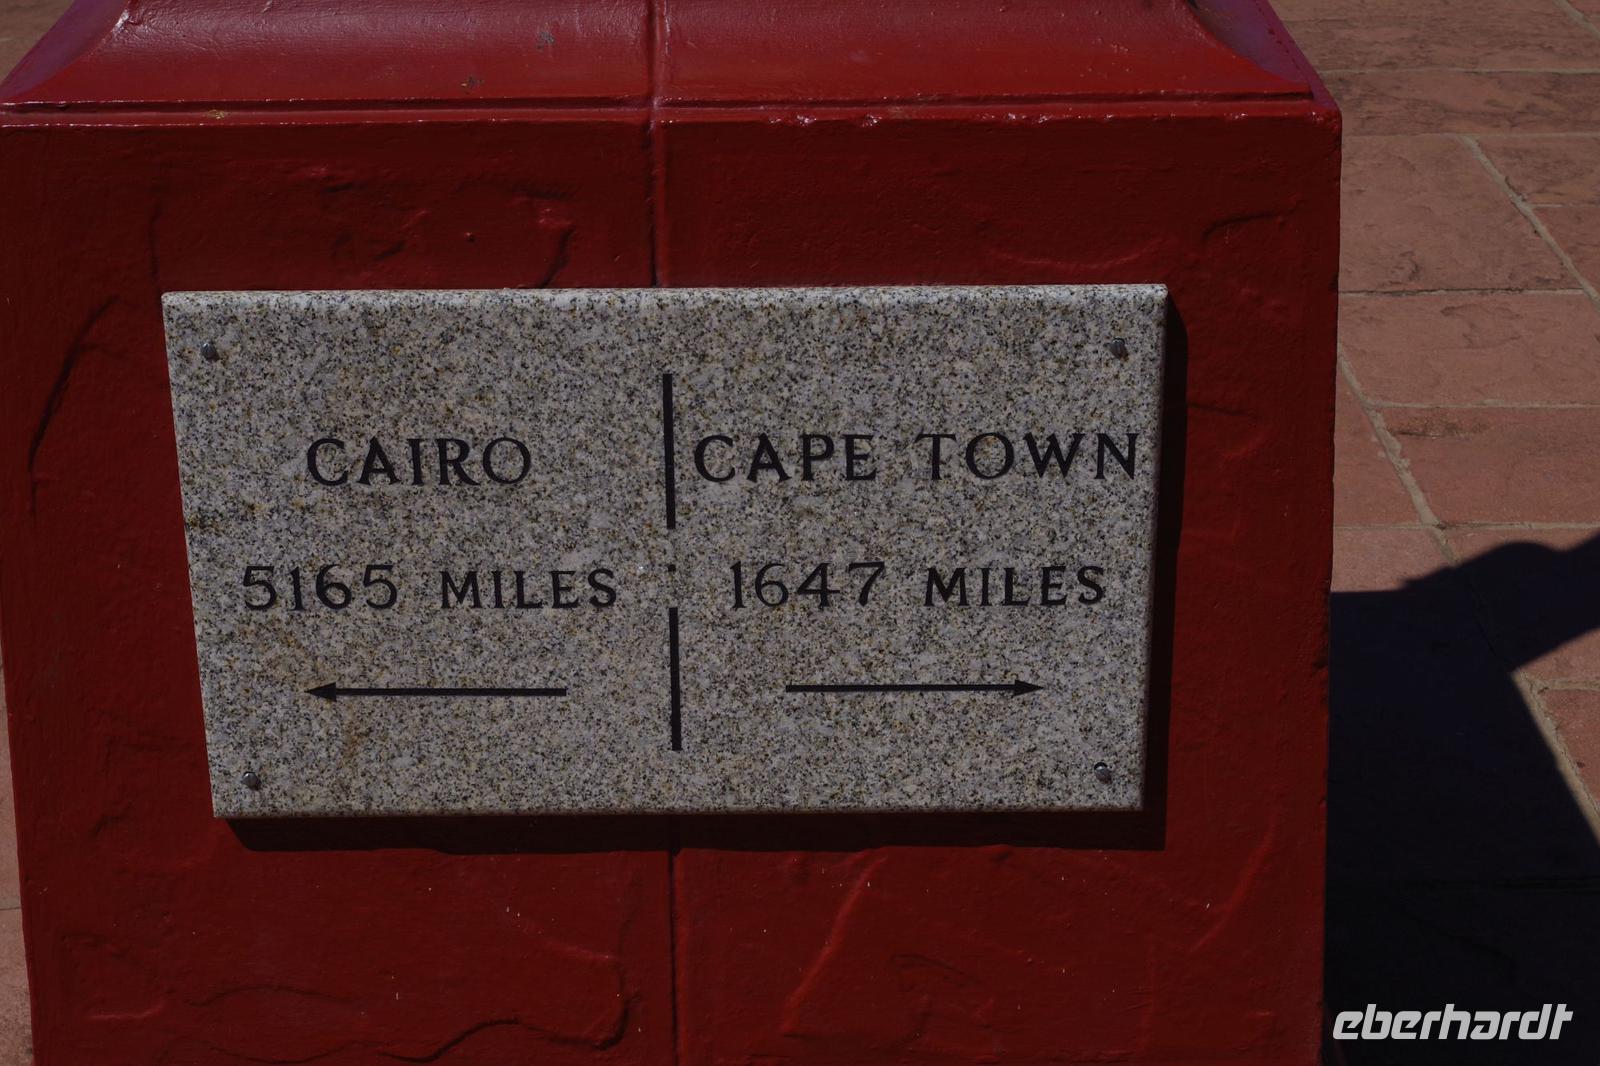 CAIRO
5165 MILES
CAPE TOWN
1647 MILES
eberhardt